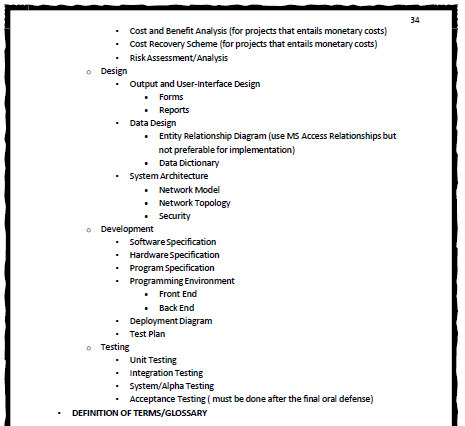 34
• Cost and Benefit Analysis (for projects that entails monetary costs)
• Cost Recovery Scheme (for projects that entails monetary costs)
• Risk Assessment/Analysis
o Design
• Output and User-Interface Design
• Forms
• Reports
• Data Design
• Entity Relationship Diagram (use MS Access Relationships but
not preferable for implementation)
• Data Dictionary
• System Architecture
• Network Model
• Network Topology
• Security
o Development
• Software Specification
• Hardware Specification
• Program Specification
• Programming Environment
• Front End
• Back End
• Deployment Diagram
• Test Plan
o Testing
• Unit Testing
• Integration Testing
• System/Alpha Testing
• Acceptance Testing ( must be done after the final oral defense)
• DEFINITION OF TERMS/GLOSSARY